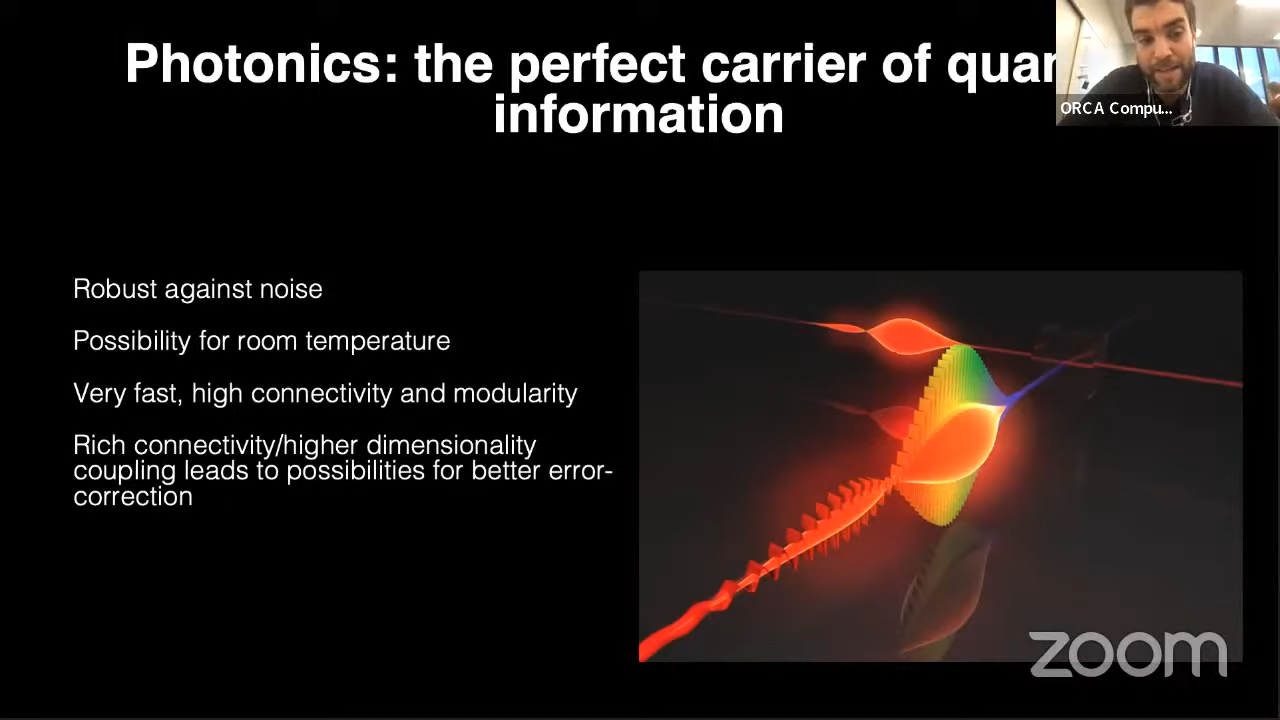 Photonics: the perfect carrier of quan
information
ORCA Compu...
Robust against noise
Possibility for room temperature
Very fast, high connectivity and modularity
Rich connectivity/higher dimensionality
coupling leads to possibilities for better error-
correction
zoom